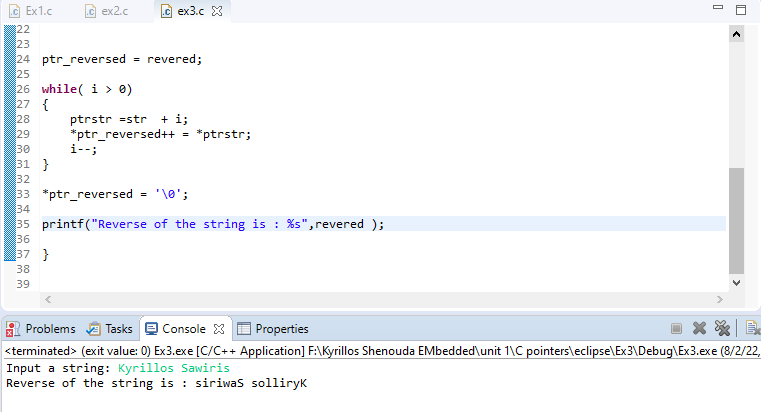 Ex1.c ex2.c ex3.c
22
23
24 ptr_reversed = revered;
25
26 while( i > 0)
27 {
28 ptrstr =str  + i;
29 *ptr_reversed++ = *ptrstr;
30 i--;
31 }
32
33 *ptr_reversed = '\0';
34
35 printf("Reverse of the string is : %s",revered );
36
37 }
38
39
Problems Tasks Console Properties
<terminated> (exit value: 0) Ex3.exe [C/C++ Application] F:\Kyrillos Shenouda EMbedded\unit 1\C pointers\eclipse\Ex3\Debug\Ex3.exe (8/2/22,
Input a string: Kyrillos Sawiris
Reverse of the string is : siriwaS solliryK